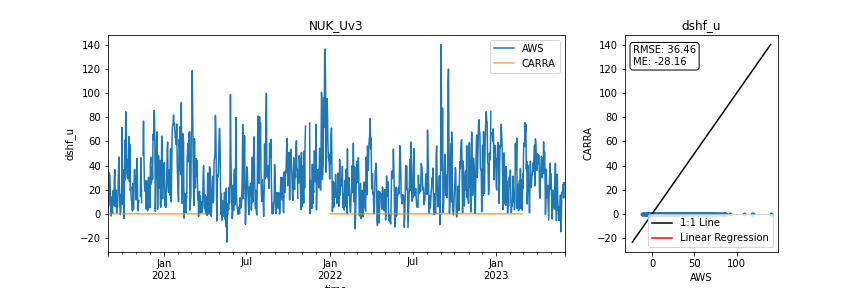 NUK_Uv3
140
120
100
80
60
40
20
0
−20
dshf_u
AWS
CARRA
Jan
2021
Jul
Jan
2022
Jul
Jan
2023
time
dshf_u
140
120
100
80
60
40
20
0
−20
CARRA
RMSE: 36.46
ME: -28.16
1:1 Line
Linear Regression
0
50
100
AWS